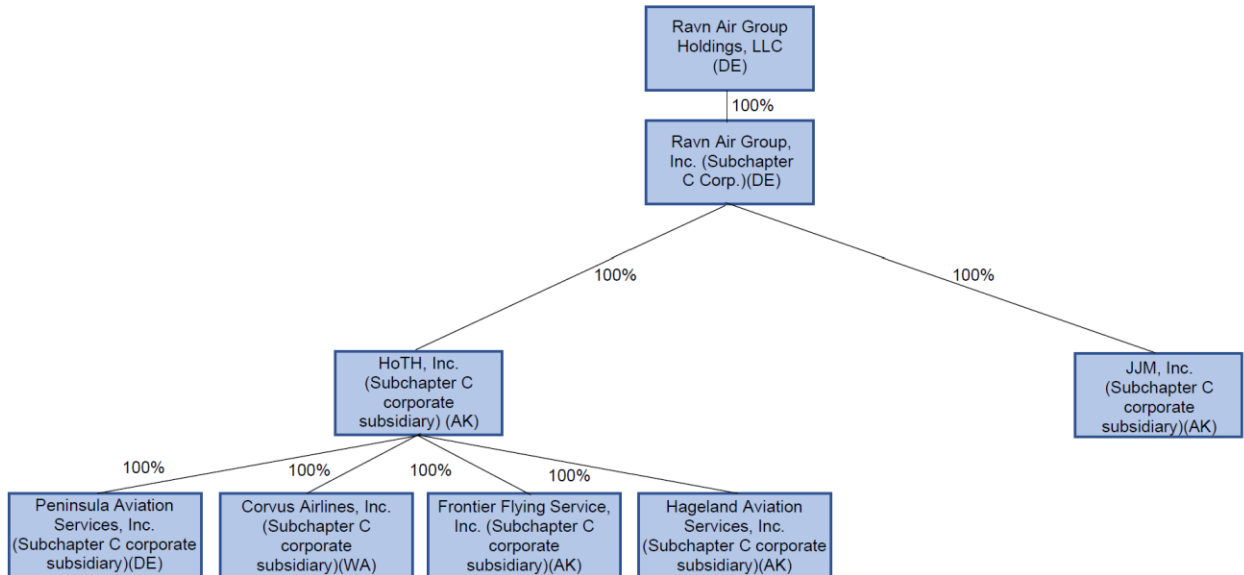 Ravn Air Group
Holdings, LLC
(DE)
100%
Ravn Air Group,
Inc. (Subchapter
C Corp.)(DE)
100%
100%
HoTH, Inc.
(Subchapter C
corporate
subsidiary) (AK)
JJM, Inc.
(Subchapter C
corporate
subsidiary)(AK)
100%
100%
100%
100%
Peninsula Aviation
Services, Inc.
(Subchapter C corporate
subsidiary)(DE)
Corvus Airlines, Inc.
(Subchapter C
corporate
subsidiary)(WA)
Frontier Flying Service,
Inc. (Subchapter C
corporate
subsidiary)(AK)
Hageland Aviation
Services, Inc.
(Subchapter C corporate
subsidiary)(AK)